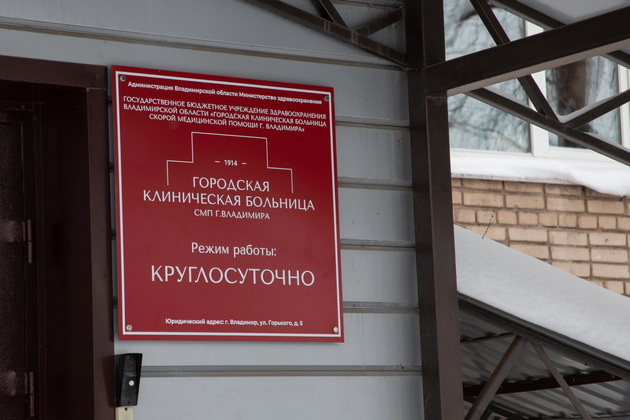 Администрация Владимирской области Министерство здравоохранения
ГОСУДАРСТВЕННОЕ БЮДЖЕТНОЕ УЧРЕЖДЕНИЕ ЗДРАВООХРАНЕНИЯ
ВЛАДИМИРСКОЙ ОБЛАСТИ «ГОРОДСКАЯ КЛИНИЧЕСКАЯ БОЛЬНИЦА
СКОРОЙ МЕДИЦИНСКОЙ ПОМОЩИ Г. ВЛАДИМИРА»
– 1914 –
ГОРОДСКАЯ
КЛИНИЧЕСКАЯ БОЛЬНИЦА
СМП Г.ВЛАДИМИРА
Режим работы:
КРУГЛОСУТОЧНО
Юридический адрес: г. Владимир, ул. Горького, д. 5